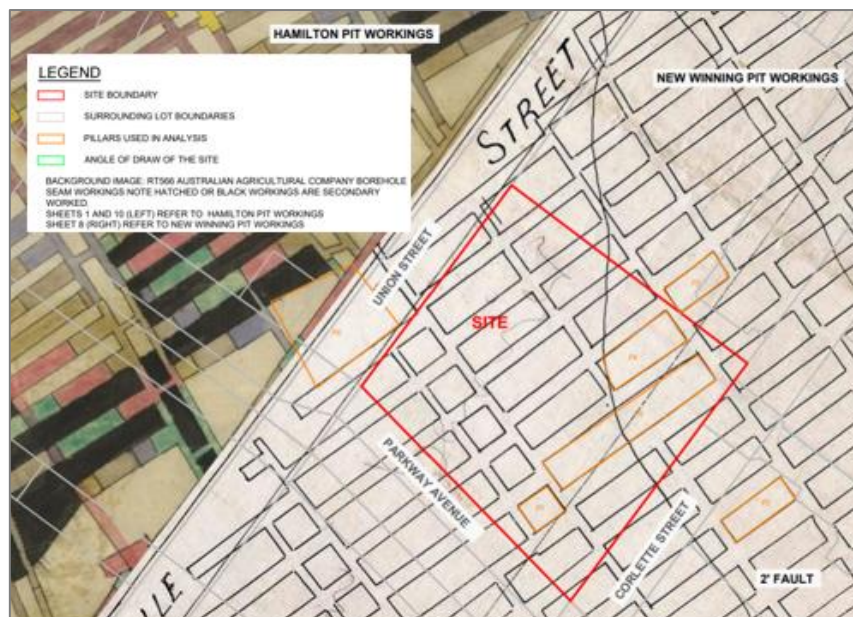 HAMILTON PIT WORKINGS
LEGEND
SITE BOUNDARY
SURROUNDING LOT BOUNDARIES
PILLARS USED IN ANALYSIS
ANGLE OF DRAW OF THE SITE
BACKGROUND IMAGE: RT566 AUSTRALIAN AGRICULTURAL COMPANY BOREHOLE
SEAM WORKINGS NOTE HATCHED OR BLACK WORKINGS ARE SECONDARY
WORKED.
SHEETS 1 AND 10 (LEFT) REFER TO HAMILTON PIT WORKINGS
SHEET 8 (RIGHT) REFER TO NEW WINNING PIT WORKINGS
STREET
NEW WINNING PIT WORKINGS
UNION STREET
SITE
PARKWAY AVENUE
CORLETTE STREET
2' FAULT